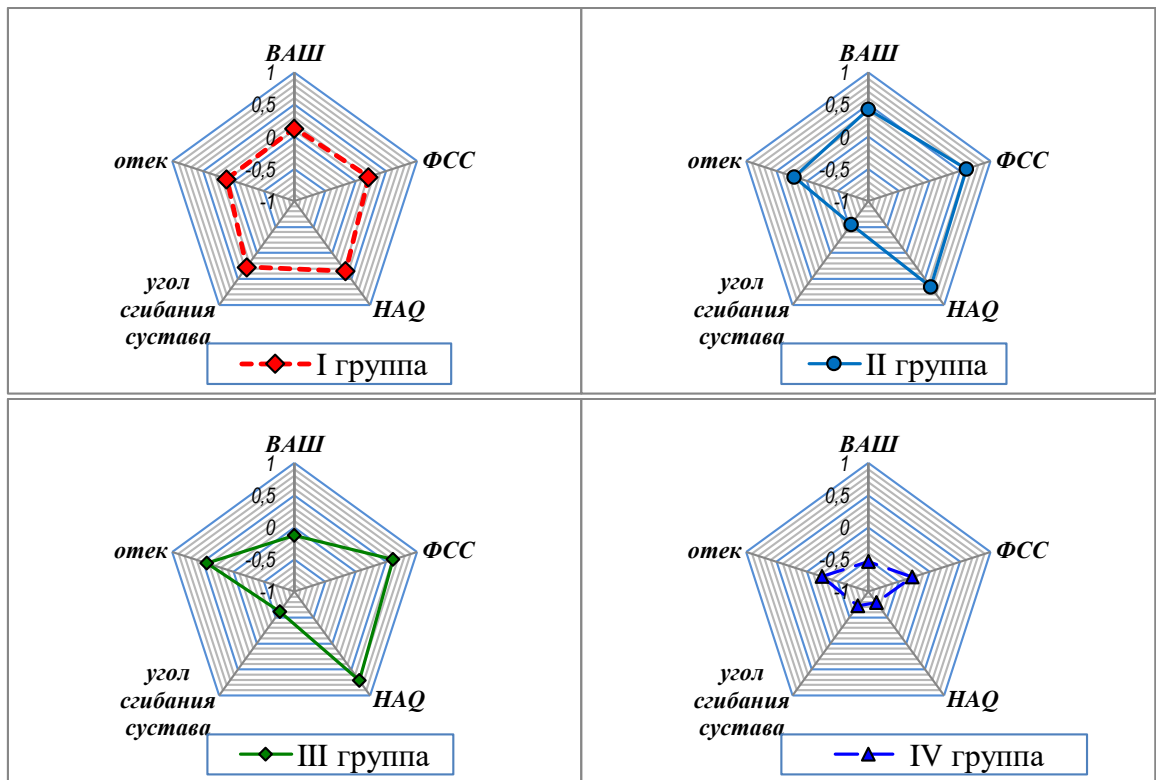 ВАШ
1
0,5
0
-0,5
-1
отек
ФСС
угол
сгибания
сустава
HAQ
I группа
ВАШ
1
0,5
0
-0,5
-1
отек
ФСС
угол
сгибания
сустава
HAQ
II группа
ВАШ
1
0,5
0
-0,5
-1
отек
ФСС
угол
сгибания
сустава
HAQ
III группа
ВАШ
1
0,5
0
-0,5
-1
отек
ФСС
угол
сгибания
сустава
HAQ
IV группа